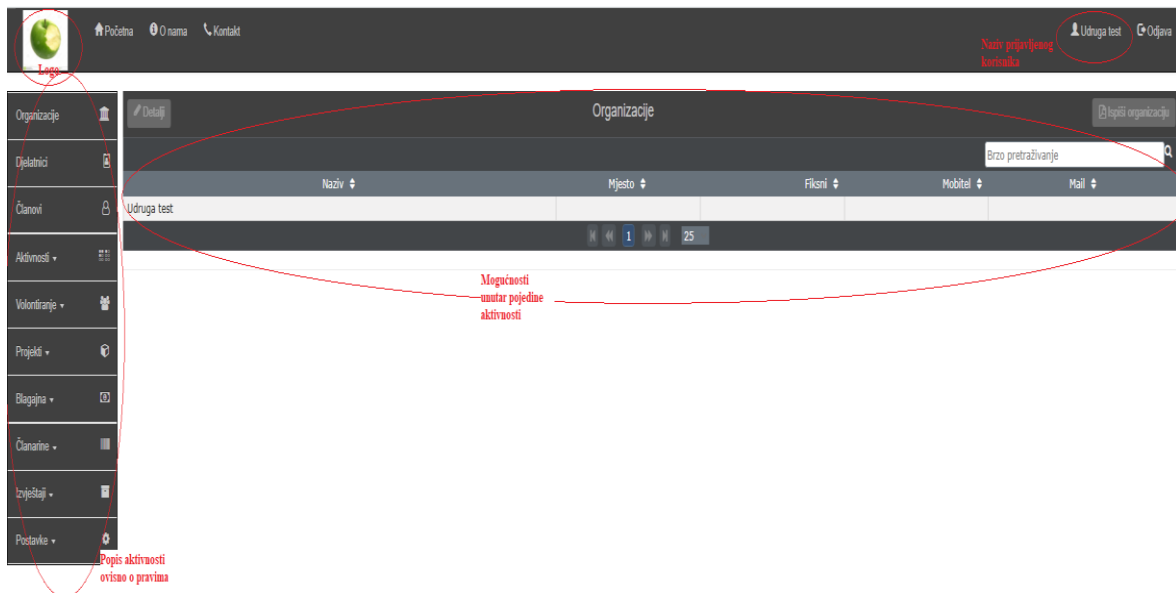 Početna O nama Kontakt
Udruga test Odjava
Logo
Naziv prijavljenog
korisnika
Organizacije
Djelatnici
Članovi
Aktivnosti
Volontiranje
Projekti
Blagajna
Članarine
Izvještaji
Postavke
Detalji
Organizacije
Ispiši organizaciju
Brzo pretraživanje
Naziv Mjesto Fiksni Mobitel Mail
Udruga test
1 25
Mogućnosti
unutar pojedine
aktivnosti
Popis aktivnosti
ovisno o pravima